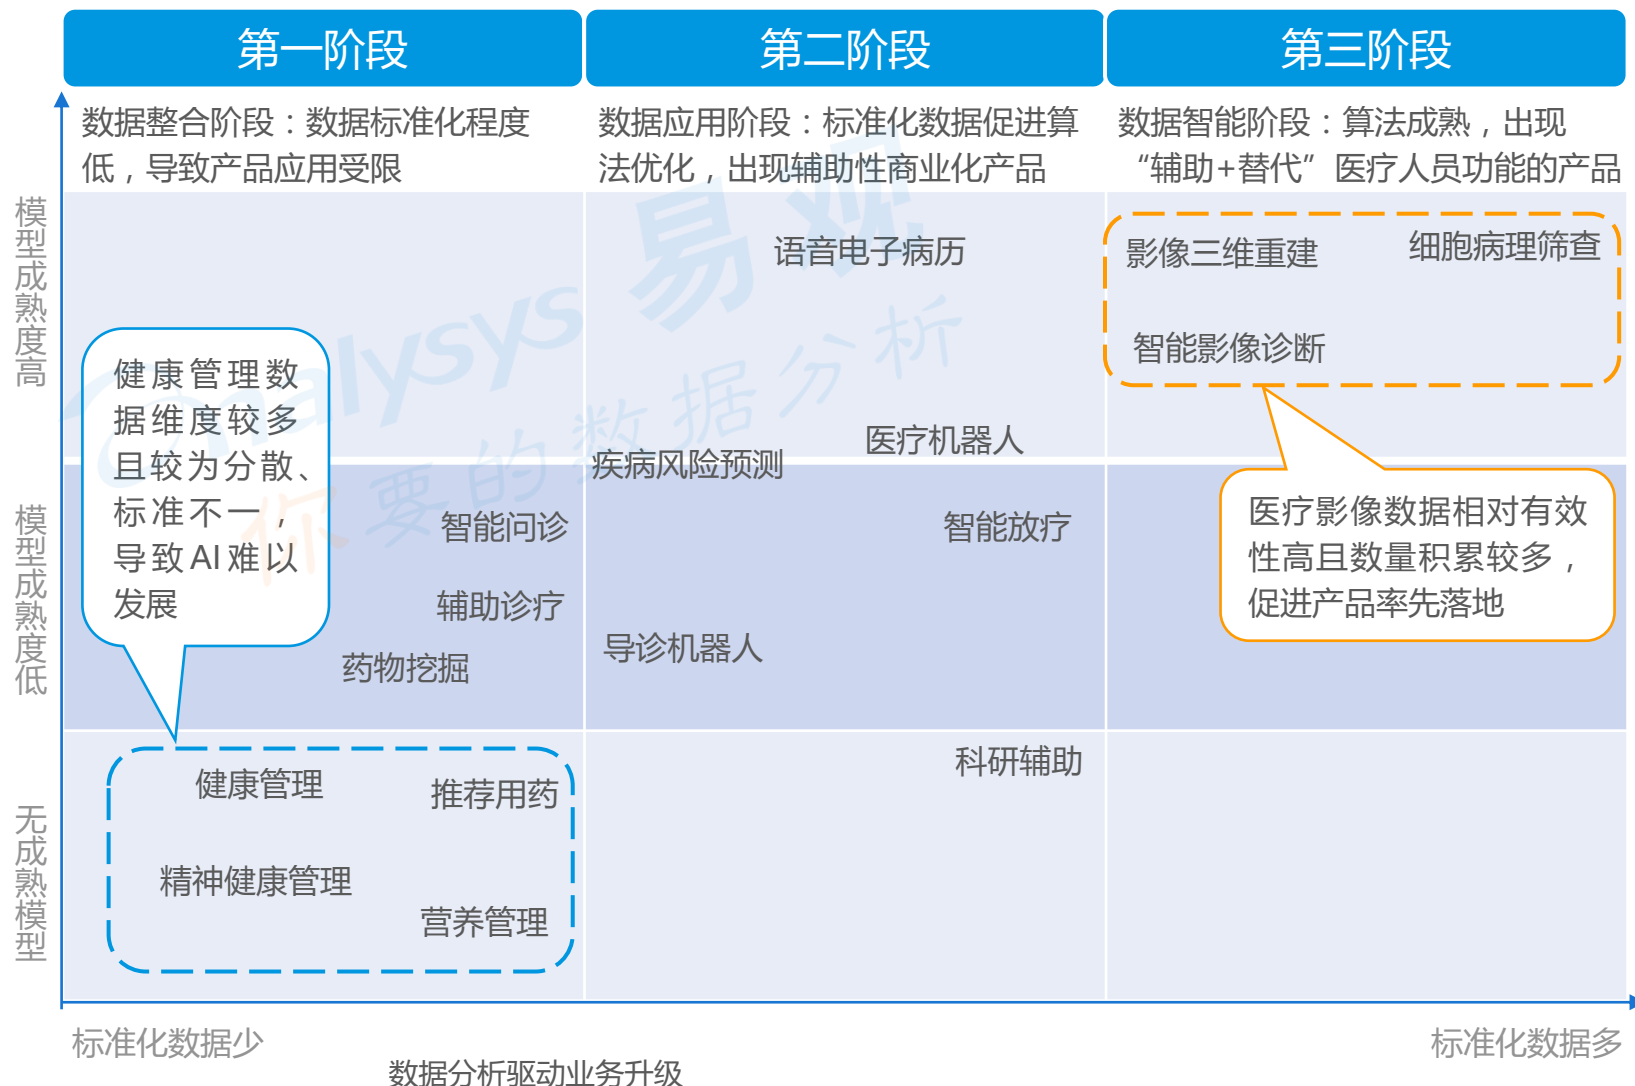 第一阶段
第二阶段
第三阶段
数据整合阶段：数据标准化程度
低，导致产品应用受限
数据应用阶段：标准化数据促进算
法优化，出现辅助性商业化产品
数据智能阶段：算法成熟，出现
“辅助+替代”医疗人员功能的产品
模型成熟度高
模型成熟度低
无成熟模型
语音电子病历
影像三维重建
细胞病理筛查
智能影像诊断
医疗机器人
疾病风险预测
健康管理数
据维度较多
且较为分散、
标准不一，
导致AI难以
发展
智能问诊
智能放疗
医疗影像数据相对有效
性高且数量积累较多，
促进产品率先落地
辅助诊疗
导诊机器人
药物挖掘
科研辅助
健康管理
推荐用药
精神健康管理
营养管理
标准化数据少
标准化数据多
数据分析驱动业务升级
nalysys 易观
你要的数据分析